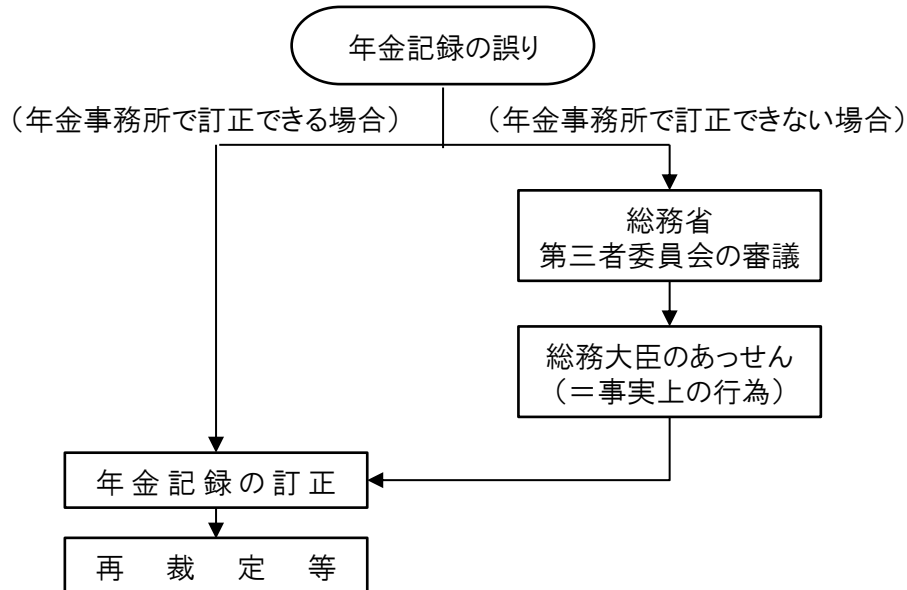 年金記録の誤り
（年金事務所で訂正できる場合）
（年金事務所で訂正できない場合）
総務省
第三者委員会の審議
総務大臣のあっせん
（＝事実上の行為）
年金記録の訂正
再裁定等